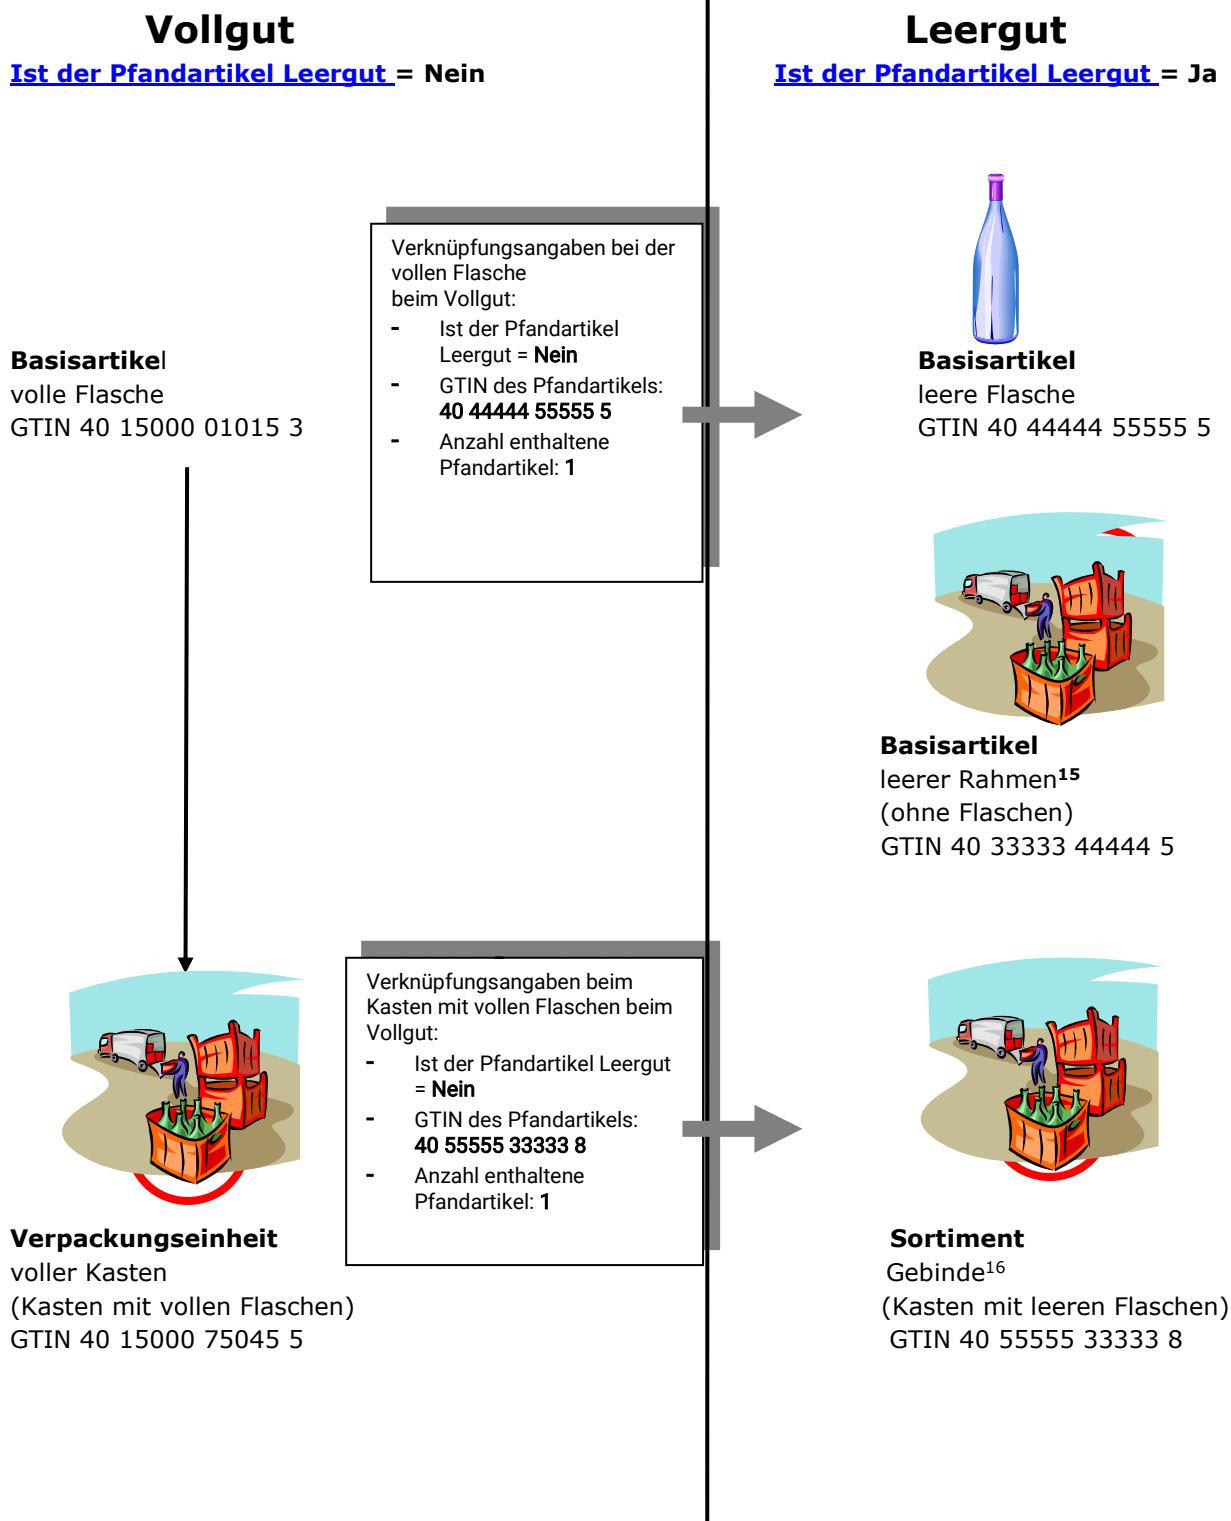 Vollgut
Ist der Pfandartikel Leergut = Nein
Leergut
Ist der Pfandartikel Leergut = Ja
Verknüpfungsangaben bei der
vollen Flasche
beim Vollgut:
- Ist der Pfandartikel
Leergut = Nein
- GTIN des Pfandartikels:
40 44444 55555 5
- Anzahl enthaltene
Pfandartikel: 1
Basisartikel
volle Flasche
GTIN 40 15000 01015 3
Basisartikel
leere Flasche
GTIN 40 44444 55555 5
Basisartikel
leerer Rahmen15
(ohne Flaschen)
GTIN 40 33333 44444 5
Verknüpfungsangaben beim
Kasten mit vollen Flaschen beim
Vollgut:
- Ist der Pfandartikel Leergut
= Nein
- GTIN des Pfandartikels:
40 55555 33333 8
- Anzahl enthaltene
Pfandartikel: 1
Verpackungseinheit
voller Kasten
(Kasten mit vollen Flaschen)
GTIN 40 15000 75045 5
Sortiment
Gebinde16
(Kasten mit leeren Flaschen)
GTIN 40 55555 33333 8